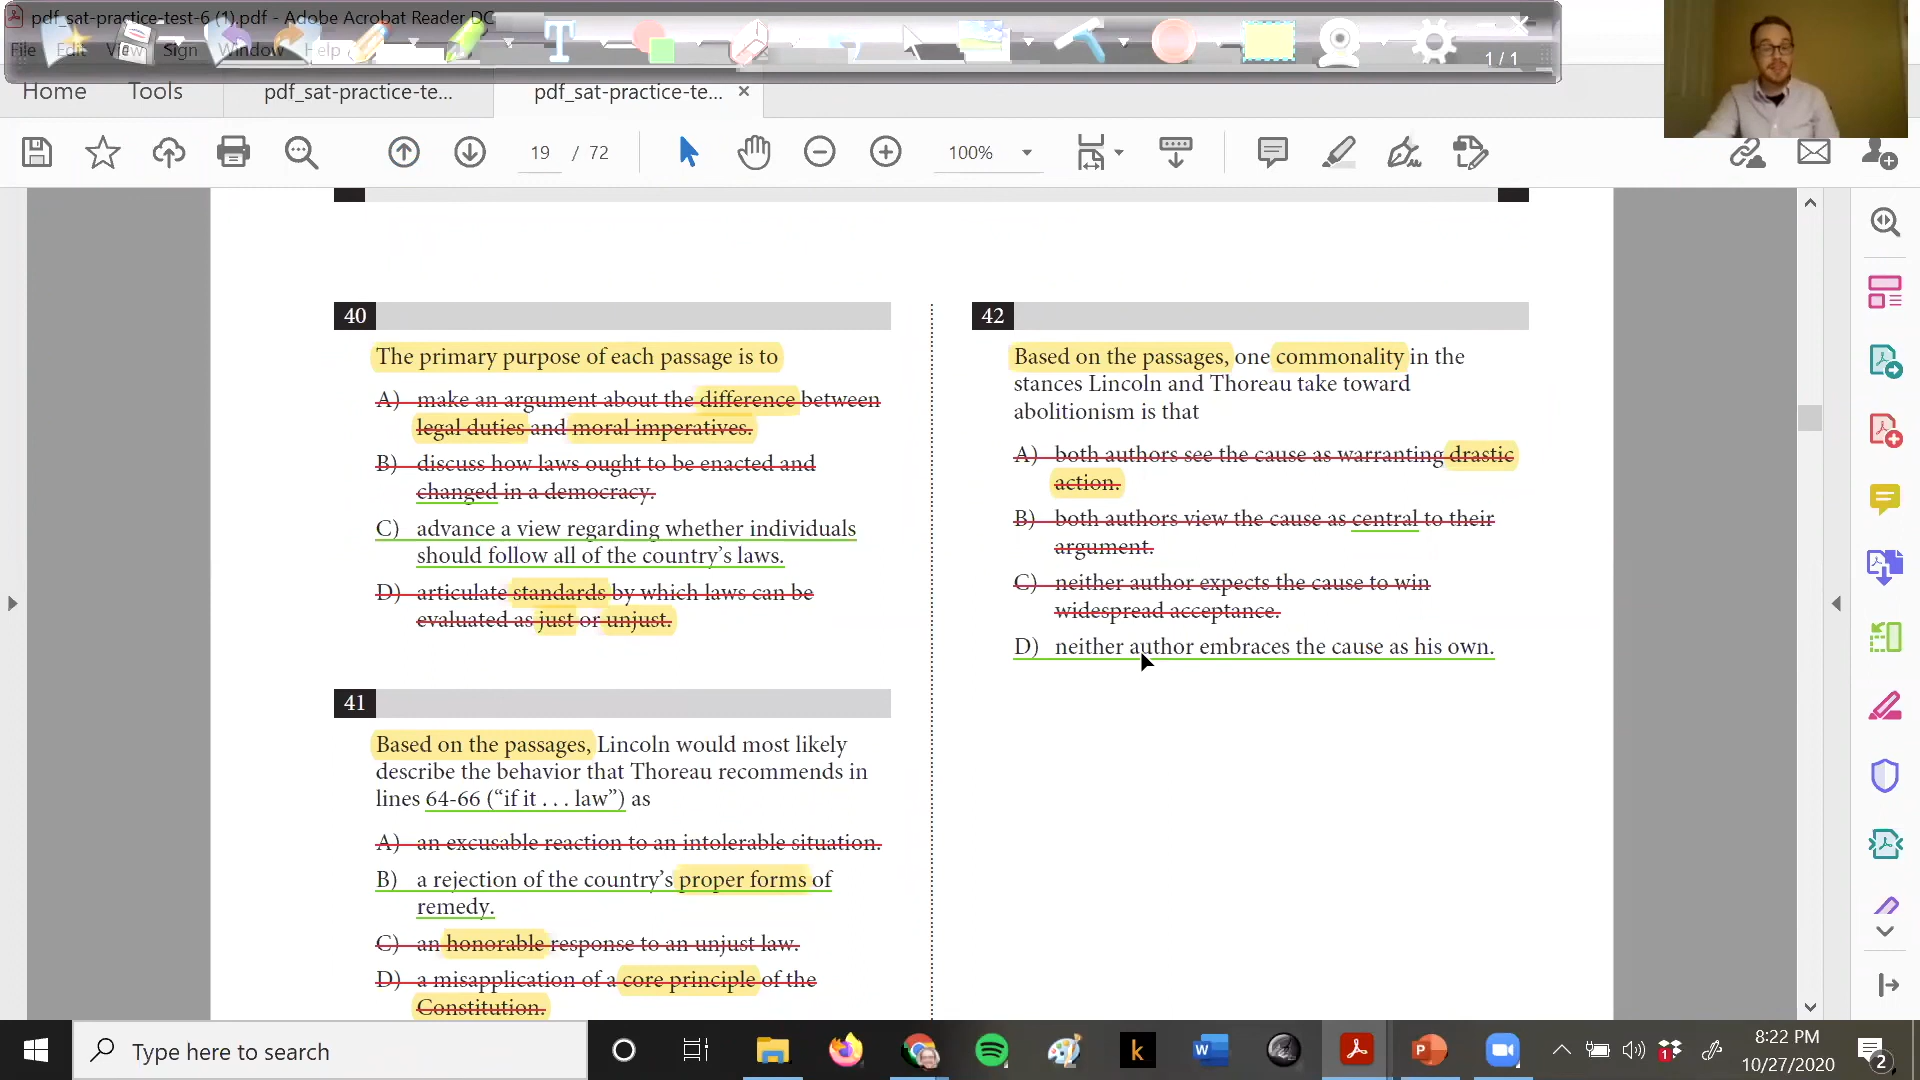 pdf_sat-practice-test-6 (1).pdf - Adobe Acrobat Reader DC
File Edit View Sign Window Help
1/1
Home Tools pdf_sat-practice-te... pdf_sat-practice-te... ×
19 / 72 100%
40
The primary purpose of each passage is to
A) make an argument about the difference between
legal duties and moral imperatives.
B) discuss how laws ought to be enacted and
changed in a democracy.
C) advance a view regarding whether individuals
should follow all of the country’s laws.
D) articulate standards by which laws can be
evaluated as just or unjust.
41
Based on the passages, Lincoln would most likely
describe the behavior that Thoreau recommends in
lines 64-66 (“if it . . . law”) as
A) an excusable reaction to an intolerable situation.
B) a rejection of the country’s proper forms of
remedy.
C) an honorable response to an unjust law.
D) a misapplication of a core principle of the
Constitution.
42
Based on the passages, one commonality in the
stances Lincoln and Thoreau take toward
abolitionism is that
A) both authors see the cause as warranting drastic
action.
B) both authors view the cause as central to their
argument.
C) neither author expects the cause to win
widespread acceptance.
D) neither author embraces the cause as his own.
Type here to search
8:22 PM
10/27/2020
2